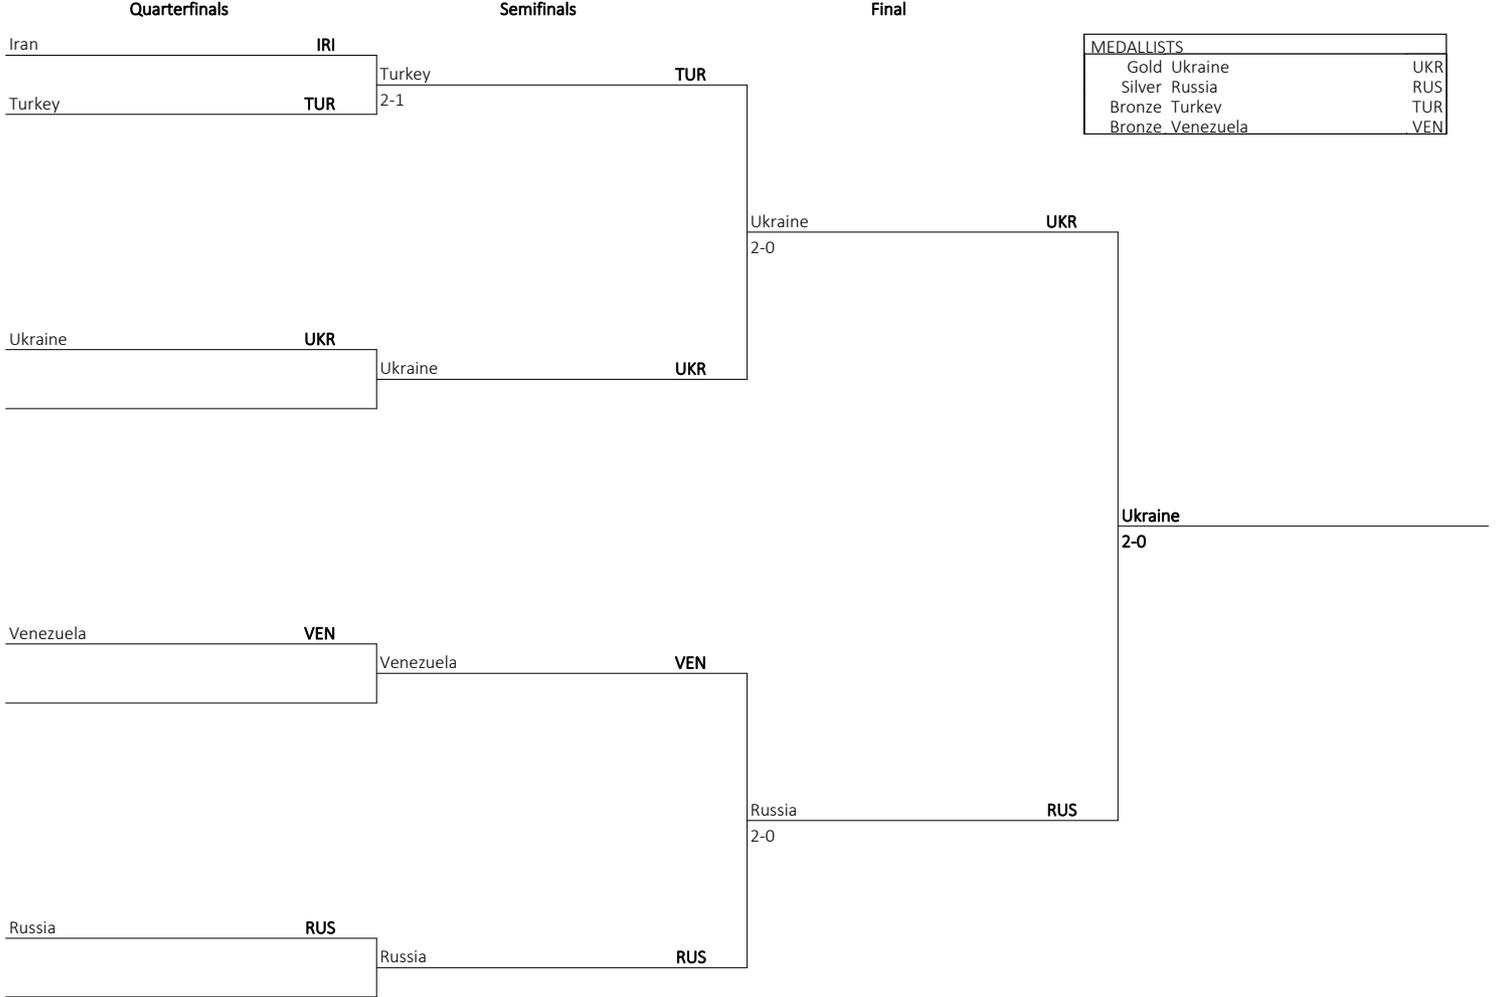 Quarterfinals Semifinals Final
Iran IRI
MEDALLISTS
Gold Ukraine UKR
Silver Russia RUS
Bronze Turkey TUR
Bronze Venezuela VEN
Turkey TUR
2-1
Turkey TUR
Ukraine UKR
2-0
Ukraine UKR
Ukraine UKR
Ukraine
2-0
Venezuela VEN
Venezuela VEN
Russia RUS
2-0
Russia RUS
Russia RUS